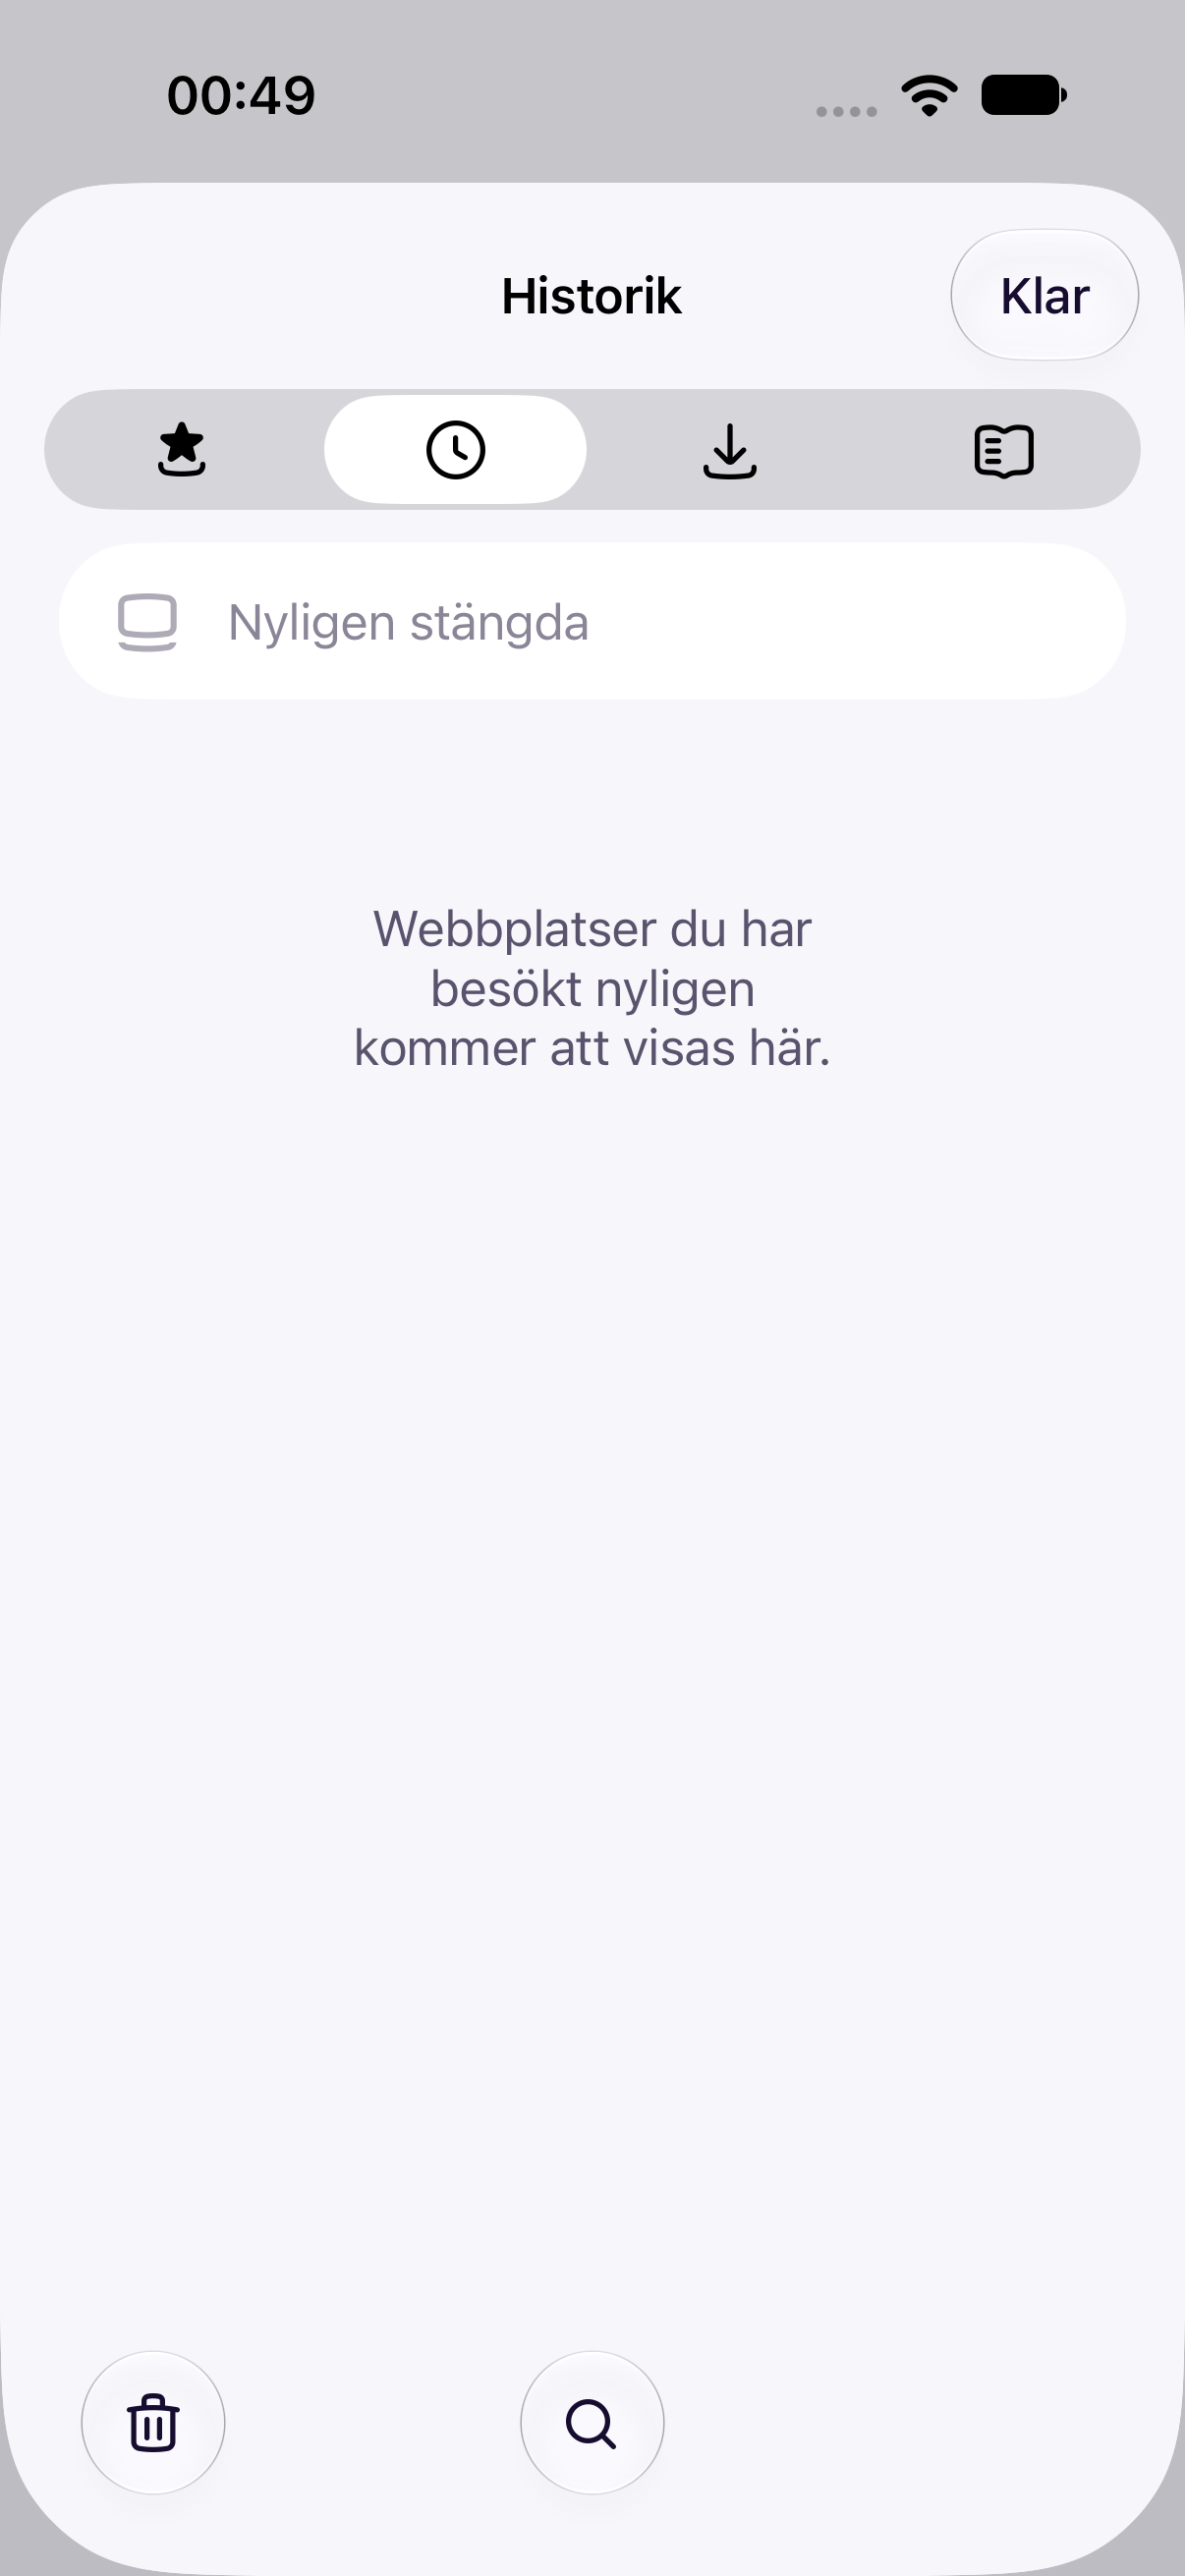 00:49
Historik
Klar
Nyligen stängda
Webbplatser du har
besökt nyligen
kommer att visas här.